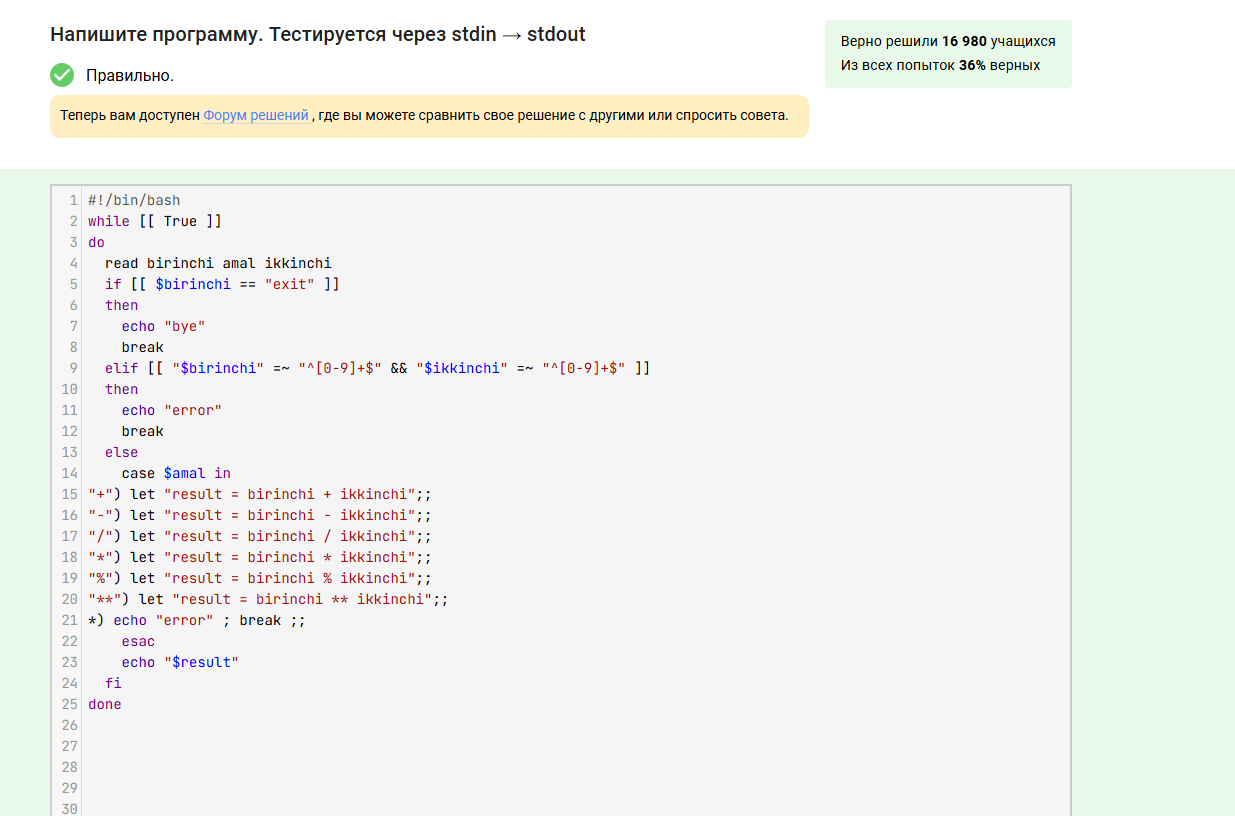 Напишите программу. Тестируется через stdin → stdout
Верно решили 16 980 учащихся
Из всех попыток 36% верных
Правильно.
Теперь вам доступен Форум решений , где вы можете сравнить свое решение с другими или спросить совета.
1 #!/bin/bash
2 while [[ True ]]
3 do
4   read birinchi amal ikkinchi
5   if [[ $birinchi == "exit" ]]
6   then
7     echo "bye"
8     break
9   elif [[ "$birinchi" =~ "^[0-9]+$" && "$ikkinchi" =~ "^[0-9]+$" ]]
10   then
11     echo "error"
12     break
13   else
14     case $amal in
15 "+") let "result = birinchi + ikkinchi";;
16 "-") let "result = birinchi - ikkinchi";;
17 "/") let "result = birinchi / ikkinchi";;
18 "*") let "result = birinchi * ikkinchi";;
19 "%") let "result = birinchi % ikkinchi";;
20 "**") let "result = birinchi ** ikkinchi";;
21 *) echo "error" ; break ;;
22     esac
23     echo "$result"
24   fi
25 done
26
27
28
29
30